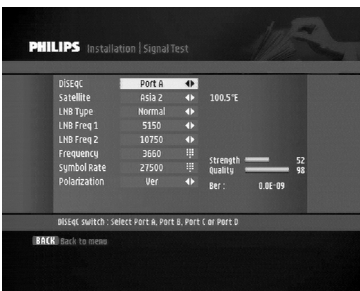 PHILIPS Installation | Signal Test
DiSEqC Port A
Satellite Asia 2 100.5°E
LNB Type Normal
LNB Freq 1 5150
LNB Freq 2 10750
Frequency 3660
Symbol Rate 27500
Polarization Ver
Strength 52
Quality 98
Ber : 0.0E-09
DiSEqC switch : Select Port A, Port B, Port C or Port D
BACK Back to menu